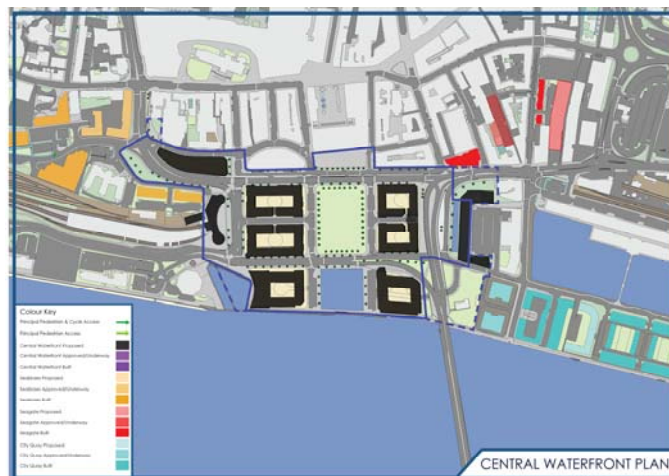 Colour Key
Principal Pedestrian & Cycle Access
Principal Pedestrian Access
Central Waterfront Proposed
Central Waterfront Approved/Underway
Central Waterfront Built
Seabraes Proposed
Seabraes Approved/Underway
Seabraes Built
Seagate Proposed
Seagate Approved/Underway
Seagate Built
City Quay Proposed
City Quay Approved/Underway
City Quay Built
CENTRAL WATERFRONT PLAN